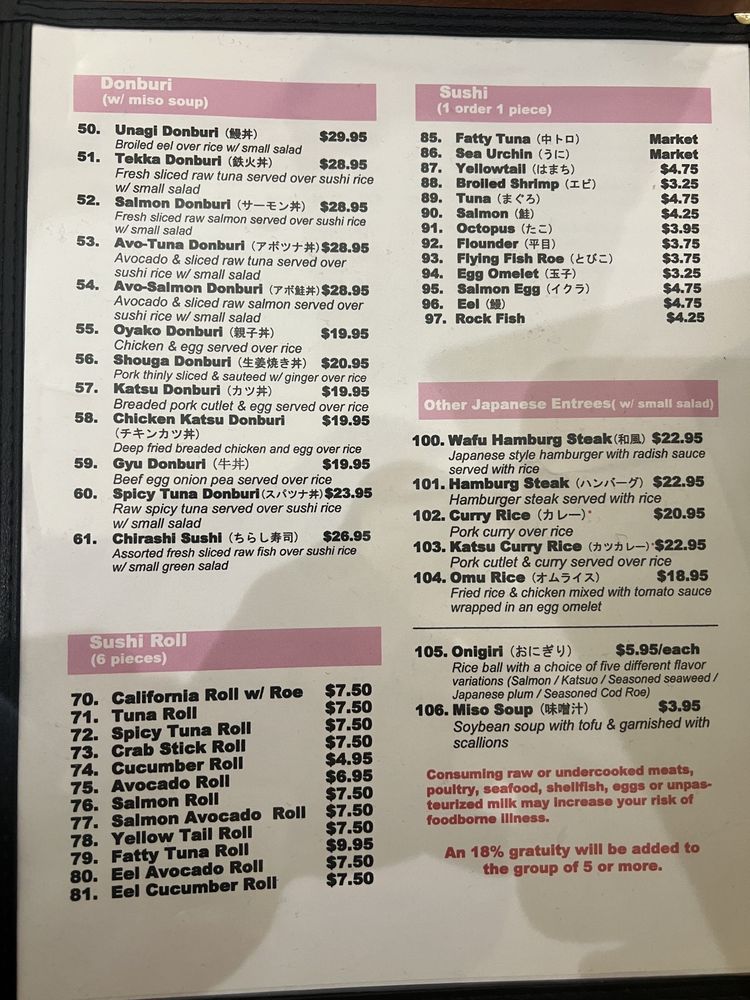 Donburi
(w/ miso soup)
50. Unagi Donburi (鰻丼) $29.95
Broiled eel over rice w/ small salad
51. Tekka Donburi (鉄火丼) $28.95
Fresh sliced raw tuna served over sushi rice
w/ small salad
52. Salmon Donburi (サーモン丼) $28.95
Fresh sliced raw salmon served over sushi rice
w/ small salad
53. Avo-Tuna Donburi (アボツナ丼) $28.95
Avocado & sliced raw tuna served over
sushi rice w/ small salad
54. Avo-Salmon Donburi (アボ鮭丼) $28.95
Avocado & sliced raw salmon served over
sushi rice w/ small salad
55. Oyako Donburi (親子丼) $19.95
Chicken & egg served over rice
56. Shouga Donburi (生姜焼き丼) $20.95
Pork thinly sliced & sauteed w/ ginger over rice
57. Katsu Donburi (カツ丼) $19.95
Breaded pork cutlet & egg served over rice
58. Chicken Katsu Donburi $19.95
(チキンカツ丼)
Deep fried breaded chicken and egg over rice
59. Gyu Donburi (牛丼) $19.95
Beef egg onion pea served over rice
60. Spicy Tuna Donburi (スパツナ丼) $23.95
Raw spicy tuna served over sushi rice
w/ small salad
61. Chirashi Sushi (ちらし寿司) $26.95
Assorted fresh sliced raw fish over sushi rice
w/ small green salad
Sushi Roll
(6 pieces)
70. California Roll w/ Roe $7.50
71. Tuna Roll $7.50
72. Spicy Tuna Roll $7.50
73. Crab Stick Roll $7.50
74. Cucumber Roll $4.95
75. Avocado Roll $6.95
76. Salmon Roll $7.50
77. Salmon Avocado Roll $7.50
78. Yellow Tail Roll $7.50
79. Fatty Tuna Roll $9.95
80. Eel Avocado Roll $7.50
81. Eel Cucumber Roll $7.50
Sushi
(1 order 1 piece)
85. Fatty Tuna (中トロ) Market
86. Sea Urchin (うに) Market
87. Yellowtail (はまち) $4.75
88. Broiled Shrimp (エビ) $3.25
89. Tuna (まぐろ) $4.75
90. Salmon (鮭) $4.25
91. Octopus (たこ) $3.95
92. Flounder (平目) $3.75
93. Flying Fish Roe (とびこ) $3.75
94. Egg Omelet (玉子) $3.25
95. Salmon Egg (イクラ) $4.75
96. Eel (鰻) $4.75
97. Rock Fish $4.25
Other Japanese Entrees( w/ small salad)
100. Wafu Hamburg Steak (和風) $22.95
Japanese style hamburger with radish sauce
served with rice
101. Hamburg Steak (ハンバーグ) $22.95
Hamburger steak served with rice
102. Curry Rice (カレー)* $20.95
Pork curry over rice
103. Katsu Curry Rice (カツカレー)* $22.95
Pork cutlet & curry served over rice
104. Omu Rice (オムライス) $18.95
Fried rice & chicken mixed with tomato sauce
wrapped in an egg omelet
105. Onigiri (おにぎり) $5.95/each
Rice ball with a choice of five different flavor
variations (Salmon / Katsuo / Seasoned seaweed /
Japanese plum / Seasoned Cod Roe)
106. Miso Soup (味噌汁) $3.95
Soybean soup with tofu & garnished with
scallions
Consuming raw or undercooked meats,
poultry, seafood, shellfish, eggs or unpas-
teurized milk may increase your risk of
foodborne illness.
An 18% gratuity will be added to
the group of 5 or more.